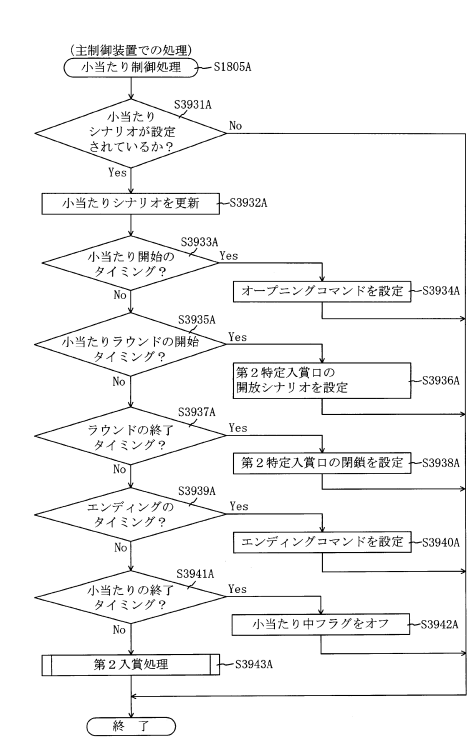 (主制御装置での処理)
小当たり制御処理
S1805A
S3931A
小当たり
シナリオが設定
されているか？
No
Yes
小当たりシナリオを更新
S3932A
S3933A
小当たり開始の
タイミング？
Yes
No
オープニングコマンドを設定
S3934A
S3935A
小当たりラウンドの開始
タイミング？
Yes
No
第２特定入賞口の
開放シナリオを設定
S3936A
S3937A
ラウンドの終了
タイミング？
Yes
No
第２特定入賞口の閉鎖を設定
S3938A
S3939A
エンディングの
タイミング？
Yes
No
エンディングコマンドを設定
S3940A
S3941A
小当たりの終了
タイミング？
Yes
No
小当たり中フラグをオフ
S3942A
第２入賞処理
S3943A
終 了